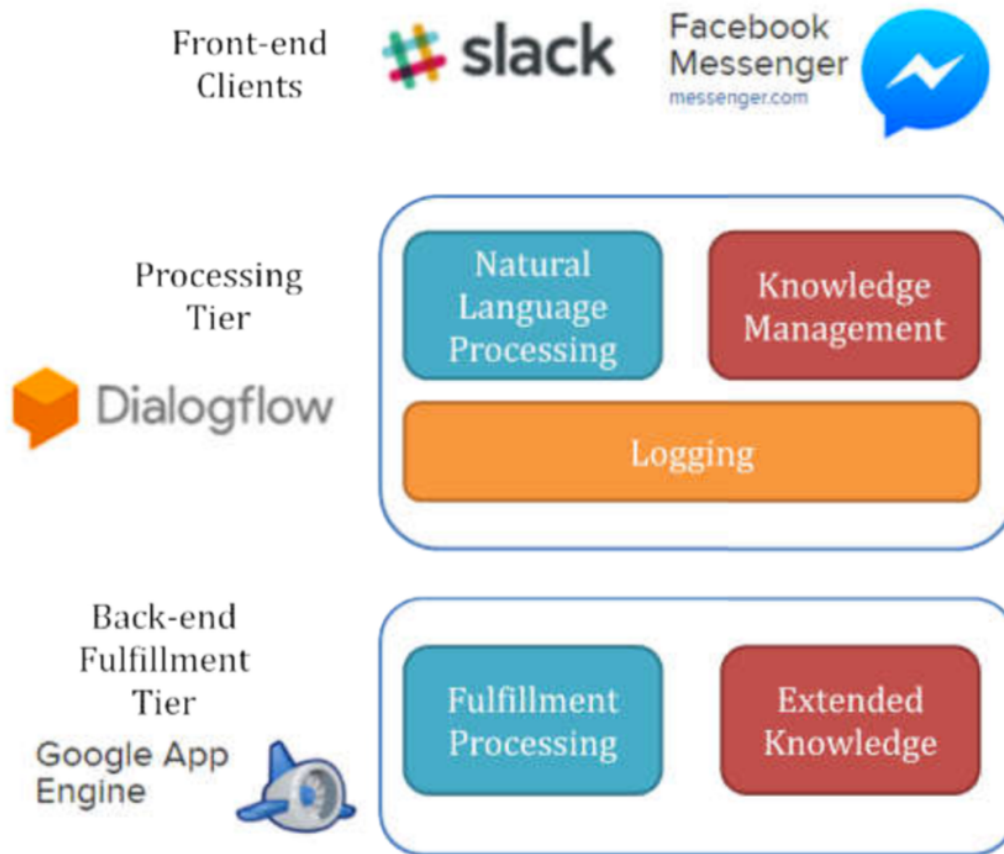 Front-end
Clients
slack
Facebook
Messenger
messenger.com
Processing
Tier
Dialogflow
Natural
Language
Processing
Knowledge
Management
Logging
Back-end
Fulfillment
Tier
Google App
Engine
Fulfillment
Processing
Extended
Knowledge